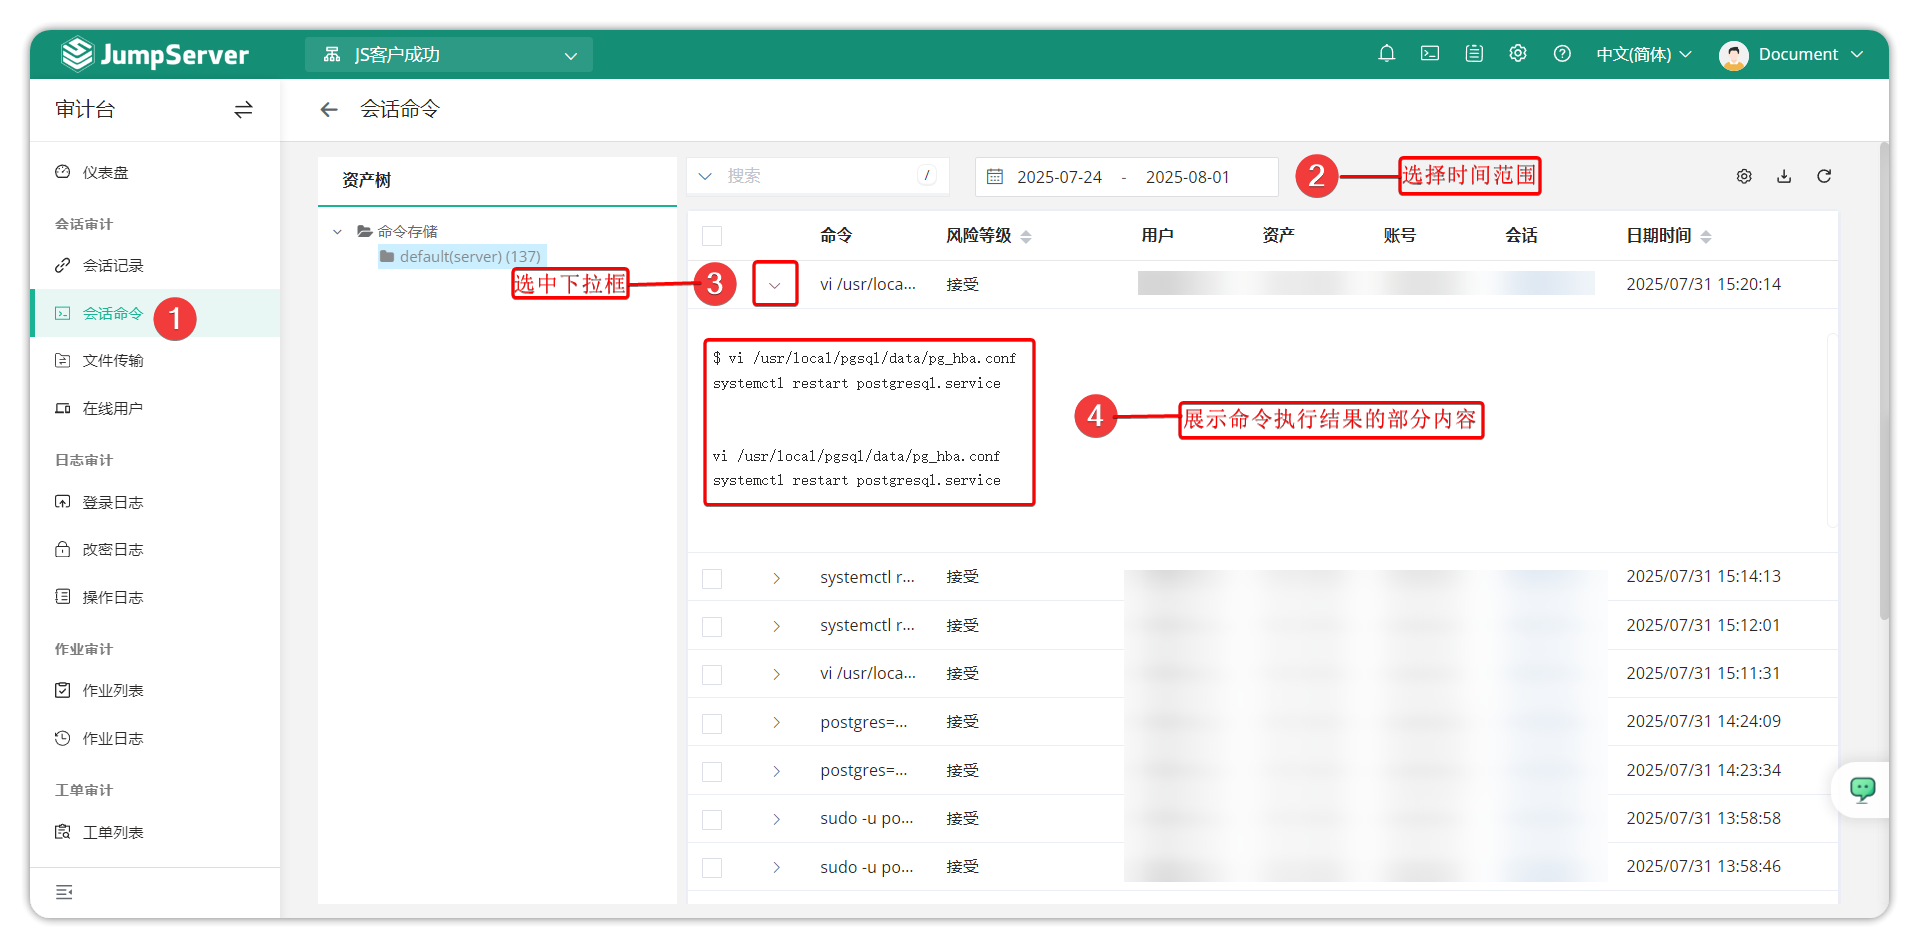 JumpServer
JS客户成功
中文(简体)
Document
审计台
会话命令
仪表盘
会话审计
会话记录
会话命令
1
文件传输
在线用户
日志审计
登录日志
改密日志
操作日志
作业审计
作业列表
作业日志
工单审计
工单列表
资产树
命令存储
default(server) (137)
搜索
/
2025-07-24 - 2025-08-01
2
选择时间范围
命令 风险等级 用户 资产 账号 会话 日期时间
选中下拉框
3
vi /usr/loca... 接受 2025/07/31 15:20:14
$ vi /usr/local/pgsql/data/pg_hba.conf
systemctl restart postgresql.service
vi /usr/local/pgsql/data/pg_hba.conf
systemctl restart postgresql.service
4
展示命令执行结果的部分内容
systemctl r... 接受 2025/07/31 15:14:13
systemctl r... 接受 2025/07/31 15:12:01
vi /usr/loca... 接受 2025/07/31 15:11:31
postgres=... 接受 2025/07/31 14:24:09
postgres=... 接受 2025/07/31 14:23:34
sudo -u po... 接受 2025/07/31 13:58:58
sudo -u po... 接受 2025/07/31 13:58:46